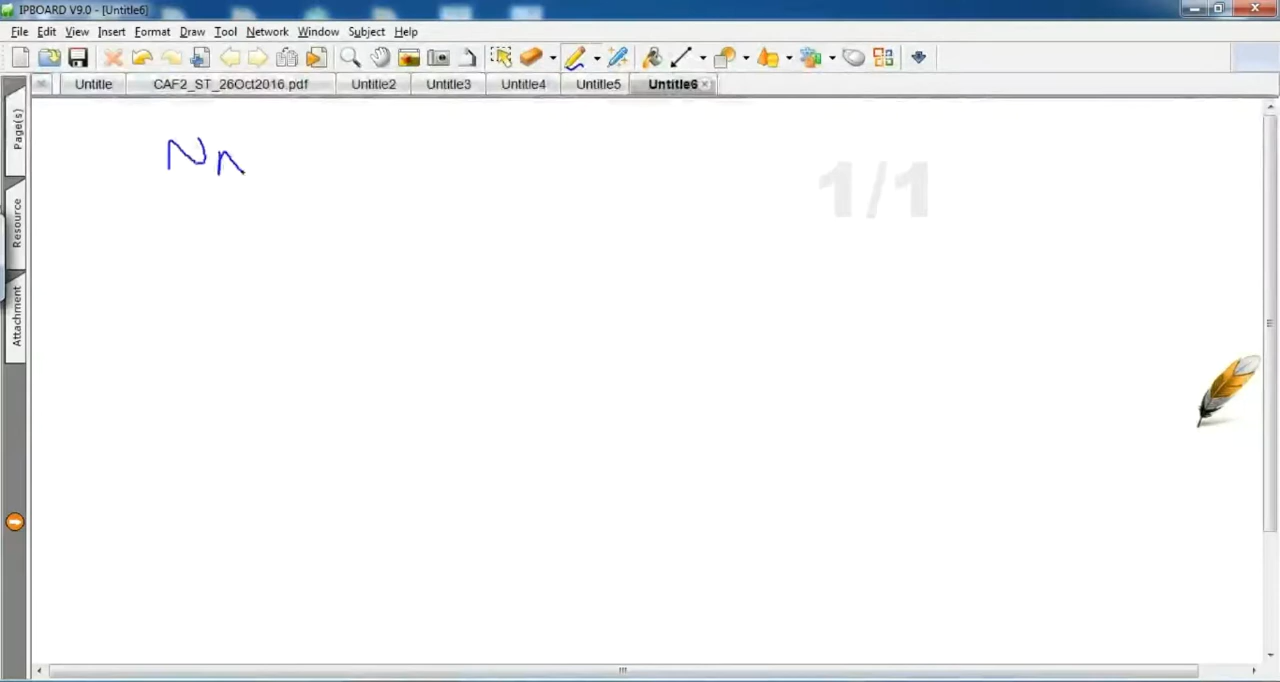 IPBOARD V9.0 - [Untitle6]
File Edit View Insert Format Draw Tool Network Window Subject Help
Untitle CAF2_ST_26Oct2016.pdf Untitle2 Untitle3 Untitle4 Untitle5 Untitle6
Page(s)
Resource
Attachment
Nn
1/1